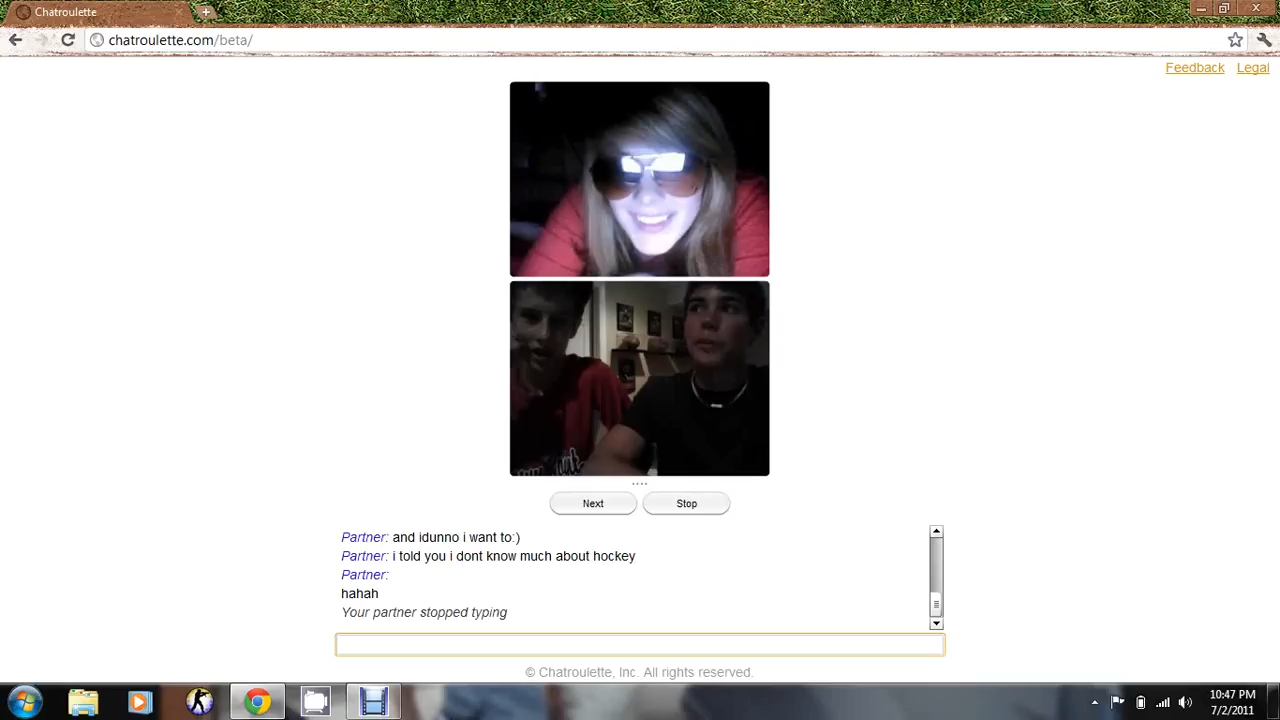 Chatroulette
chatroulette.com/beta/
Feedback Legal
Next Stop
Partner: and idunno i want to:)
Partner: i told you i dont know much about hockey
Partner:
hahah
Your partner stopped typing
© Chatroulette, Inc. All rights reserved.
10:47 PM
7/2/2011